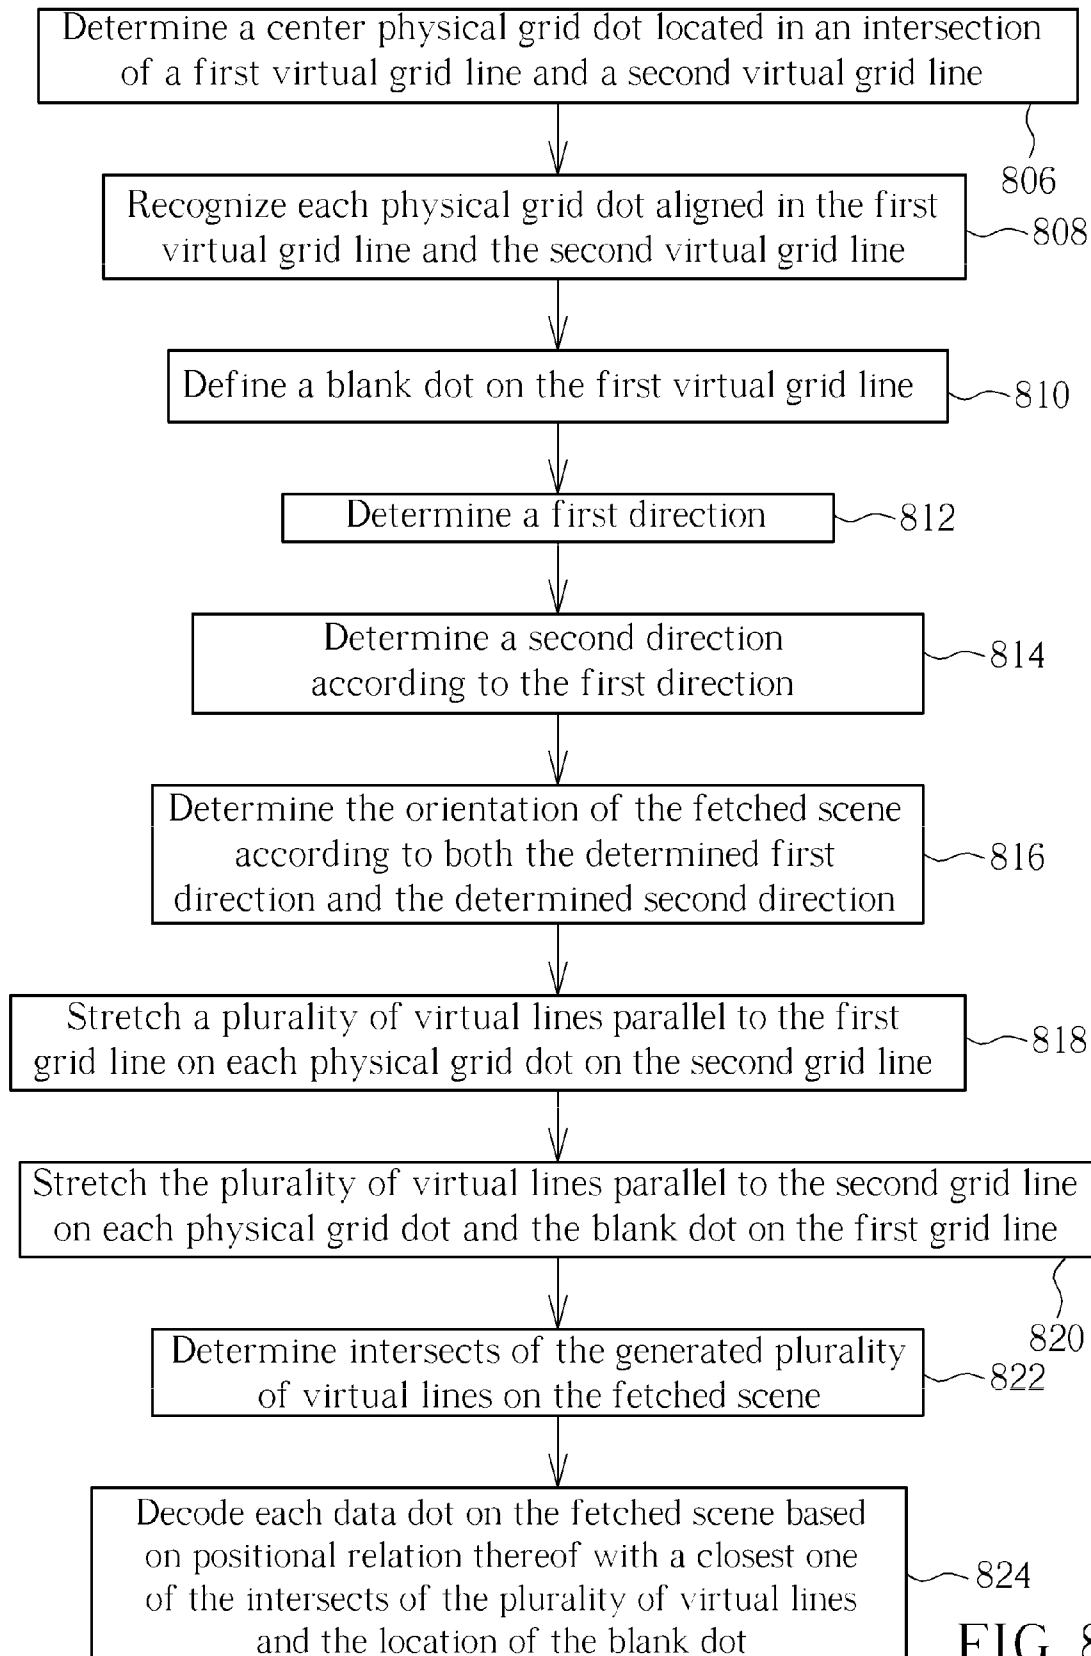 Determine a center physical grid dot located in an intersection
of a first virtual grid line and a second virtual grid line
806
Recognize each physical grid dot aligned in the first
virtual grid line and the second virtual grid line
808
Define a blank dot on the first virtual grid line
810
Determine a first direction
812
Determine a second direction
according to the first direction
814
Determine the orientation of the fetched scene
according to both the determined first
direction and the determined second direction
816
Stretch a plurality of virtual lines parallel to the first
grid line on each physical grid dot on the second grid line
818
Stretch the plurality of virtual lines parallel to the second grid line
on each physical grid dot and the blank dot on the first grid line
820
Determine intersects of the generated plurality
of virtual lines on the fetched scene
822
Decode each data dot on the fetched scene based
on positional relation thereof with a closest one
of the intersects of the plurality of virtual lines
and the location of the blank dot
824
FIG. 8